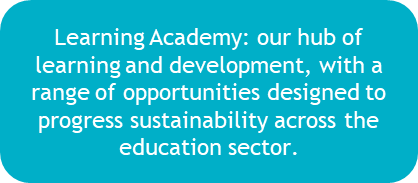 Learning Academy: our hub of
learning and development, with a
range of opportunities designed to
progress sustainability across the
education sector.